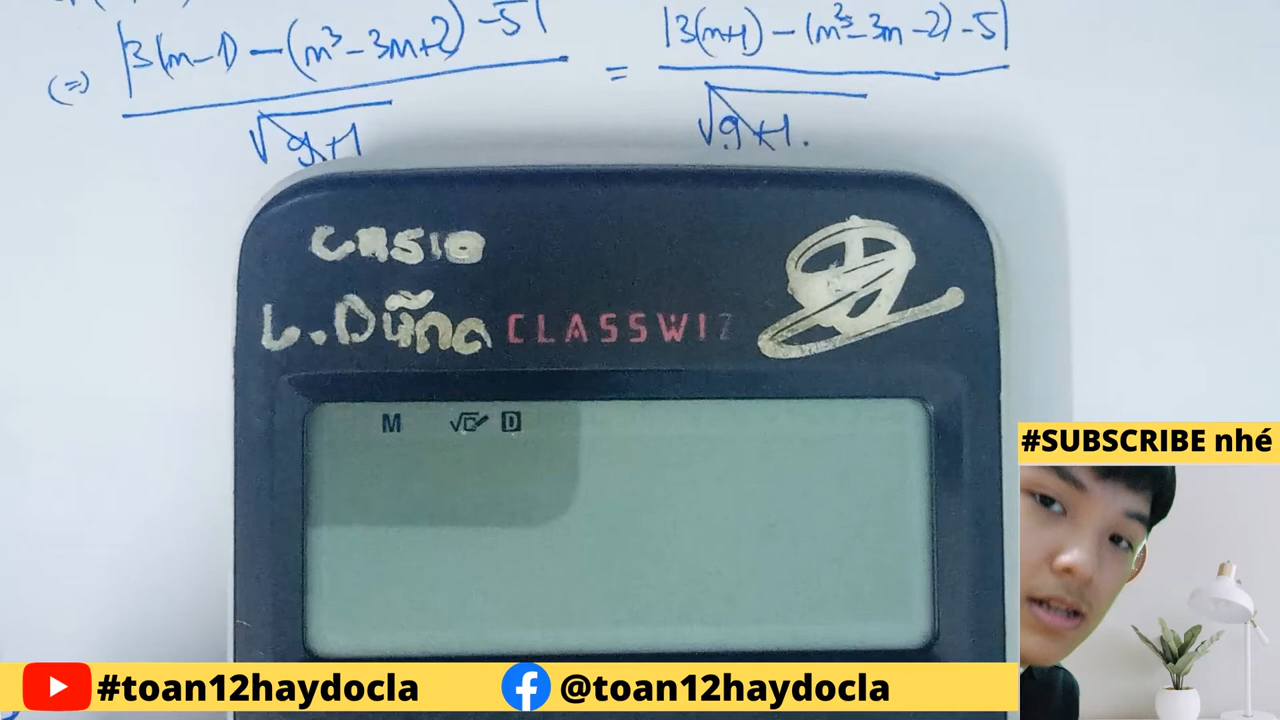 (=) |3(m-1) - (m³-3m+2) -5| / √9+1 = |3(m+1) - (m³-3m-2) -5| / √9+1.
CASIO
L.Dũng CLASSWIZ
M √□ D
#SUBSCRIBE nhé
#toan12haydocla @toan12haydocla